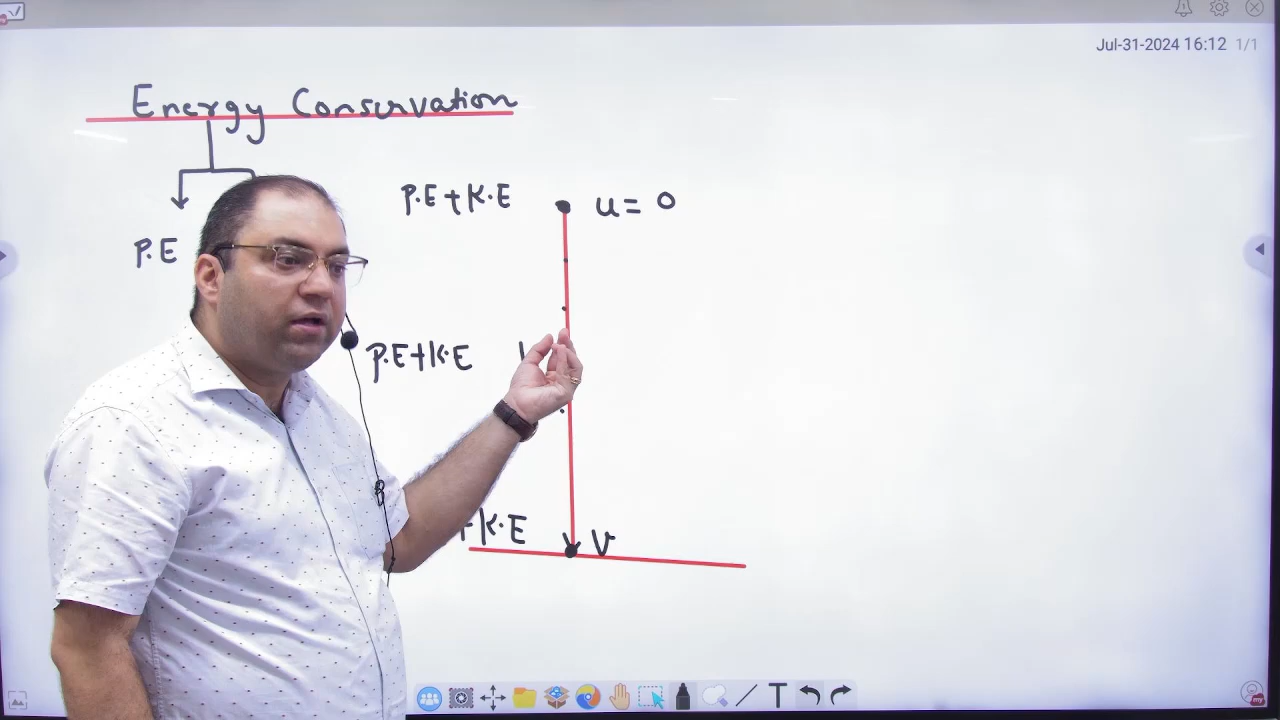 Jul-31-2024 16:12 1/1
Energy Conservation
P.E+K.E u= 0
P.E
P.E+K.E
+K.E v
T